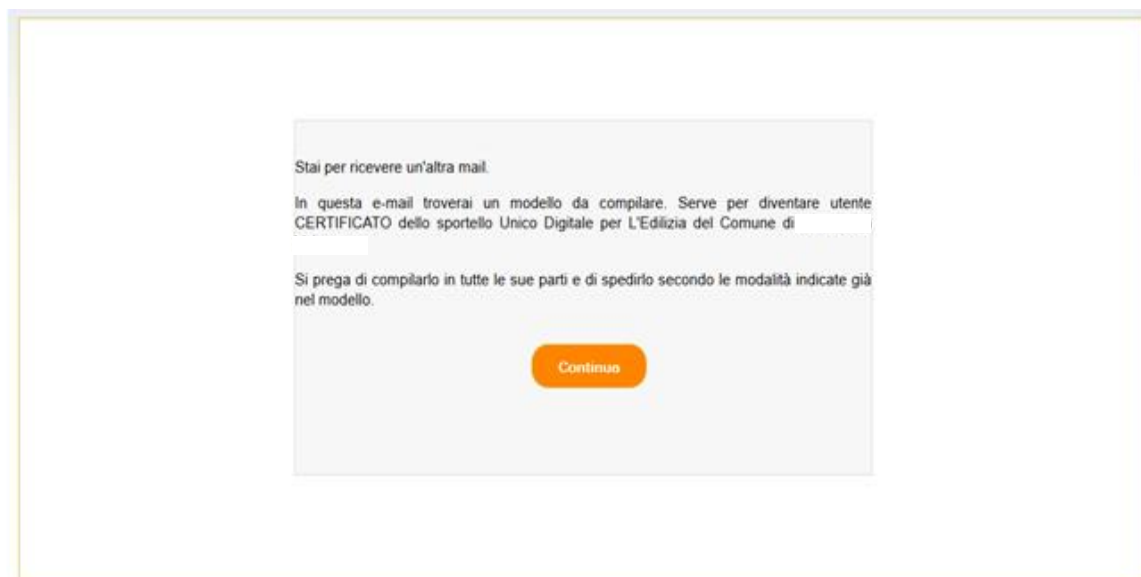 Stai per ricevere un'altra mail.
In questa e-mail troverai un modello da compilare. Serve per diventare utente
CERTIFICATO dello sportello Unico Digitale per L'Edilizia del Comune di
Si prega di compilarlo in tutte le sue parti e di spedirlo secondo le modalità indicate già
nel modello.
Continuo